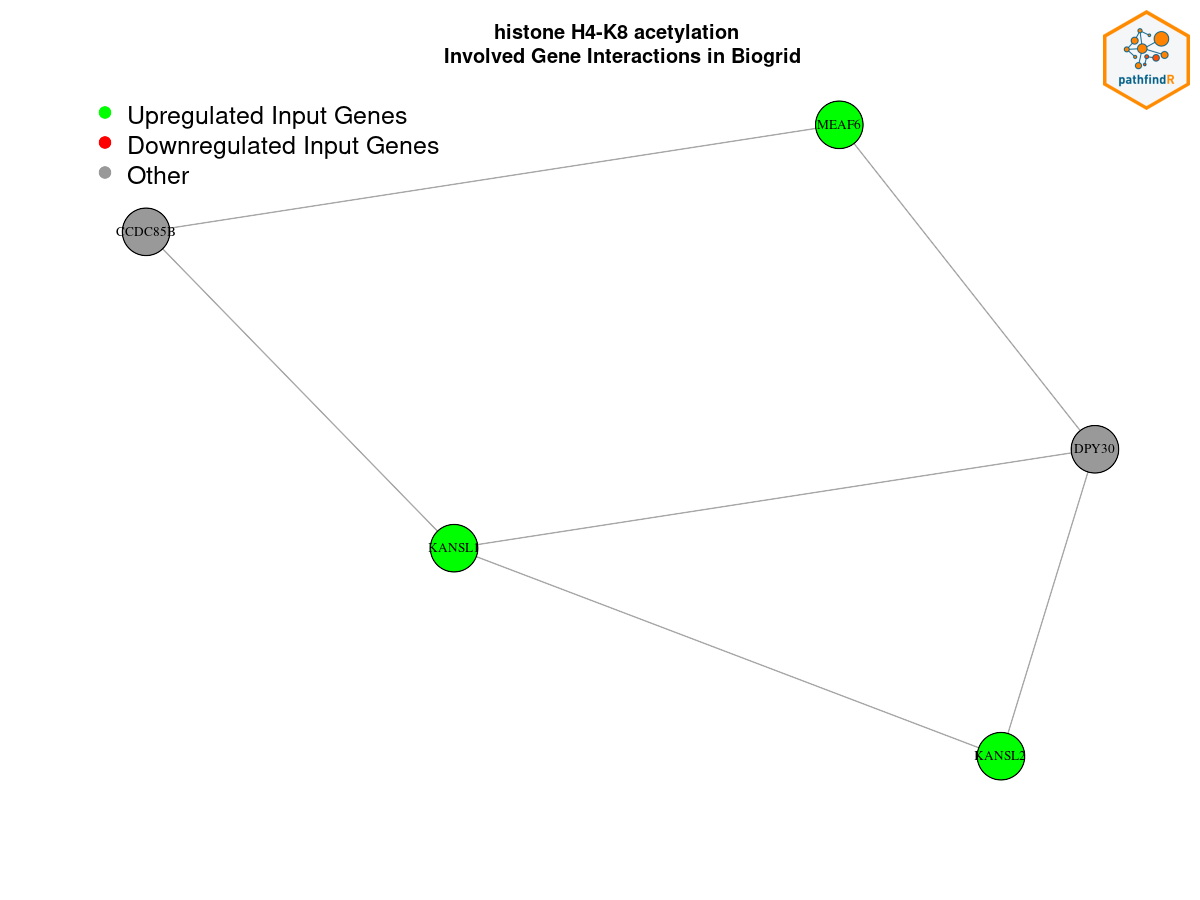 histone H4-K8 acetylation
Involved Gene Interactions in Biogrid
pathfindR
Upregulated Input Genes
Downregulated Input Genes
Other
MEAF6
CCDC85B
DPY30
KANSL1
KANSL2